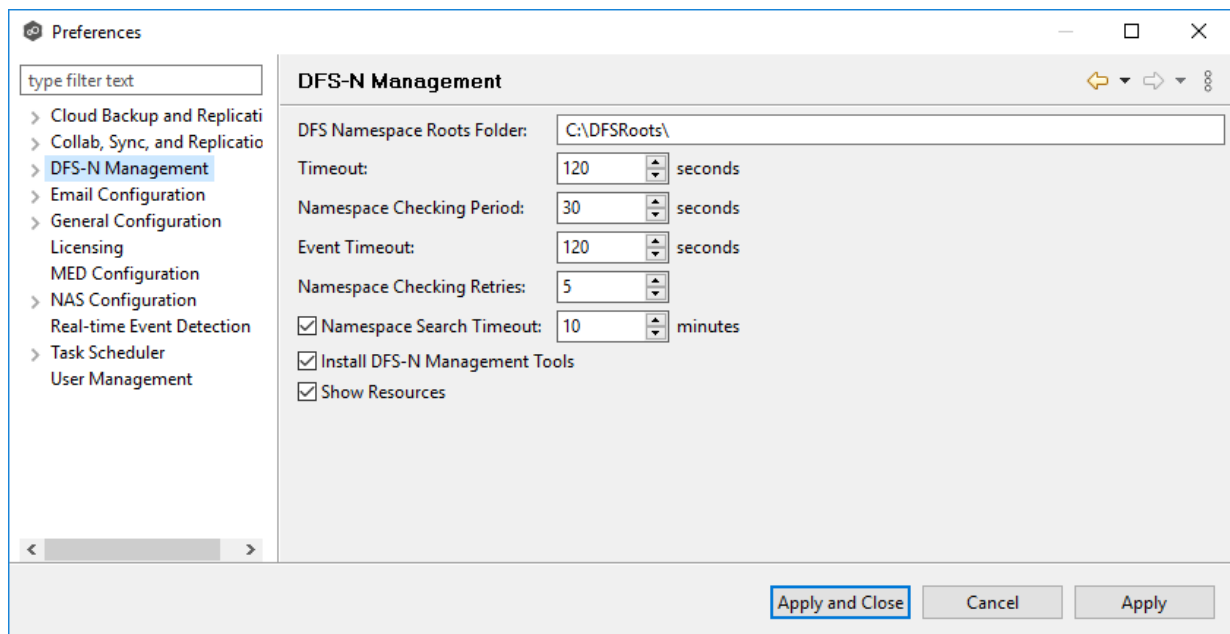 Preferences
type filter text
Cloud Backup and Replicati
Collab, Sync, and Replicatio
DFS-N Management
Email Configuration
General Configuration
Licensing
MED Configuration
NAS Configuration
Real-time Event Detection
Task Scheduler
User Management
DFS-N Management
DFS Namespace Roots Folder: C:\DFSRoots\
Timeout: 120 seconds
Namespace Checking Period: 30 seconds
Event Timeout: 120 seconds
Namespace Checking Retries: 5
Namespace Search Timeout: 10 minutes
Install DFS-N Management Tools
Show Resources
Apply and Close Cancel Apply